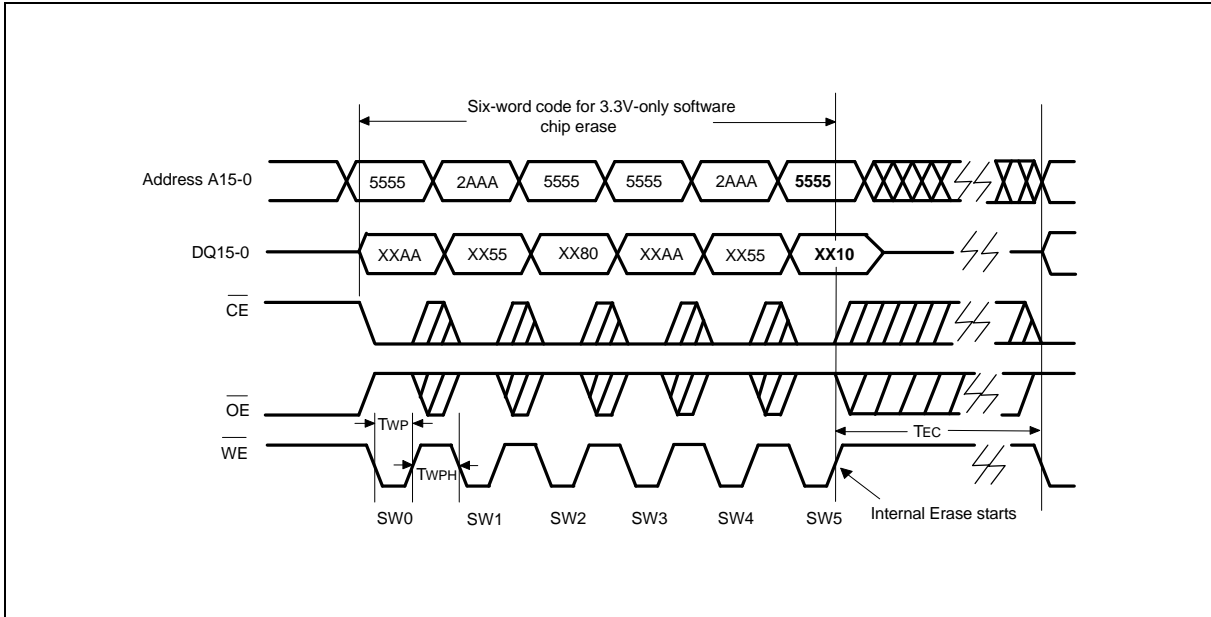 Six-word code for 3.3V-only software
chip erase
Address A15-0
5555 2AAA 5555 5555 2AAA 5555
DQ15-0
XXAA XX55 XX80 XXAA XX55 XX10
CE
OE
TWP
TEC
WE
TWPH
Internal Erase starts
SW0 SW1 SW2 SW3 SW4 SW5